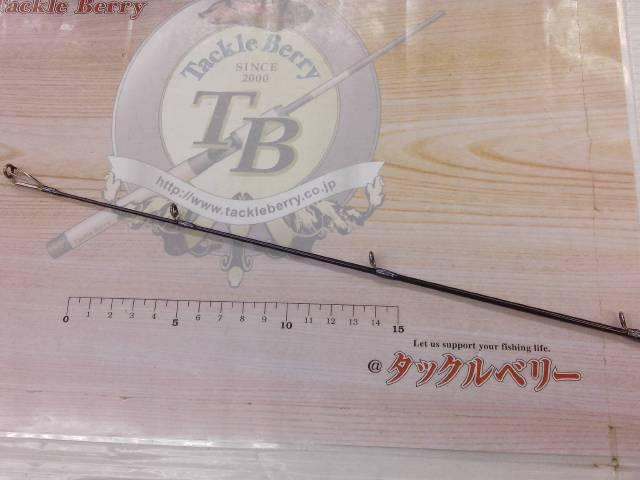 Tackle Berry
Tackle Berry
SINCE
2000
TB
http://www.tackleberry.co.jp
0 1 2 3 4 5 6 7 8 9 10 11 12 13 14 15
Let us support your fishing life.
@タックルベリー